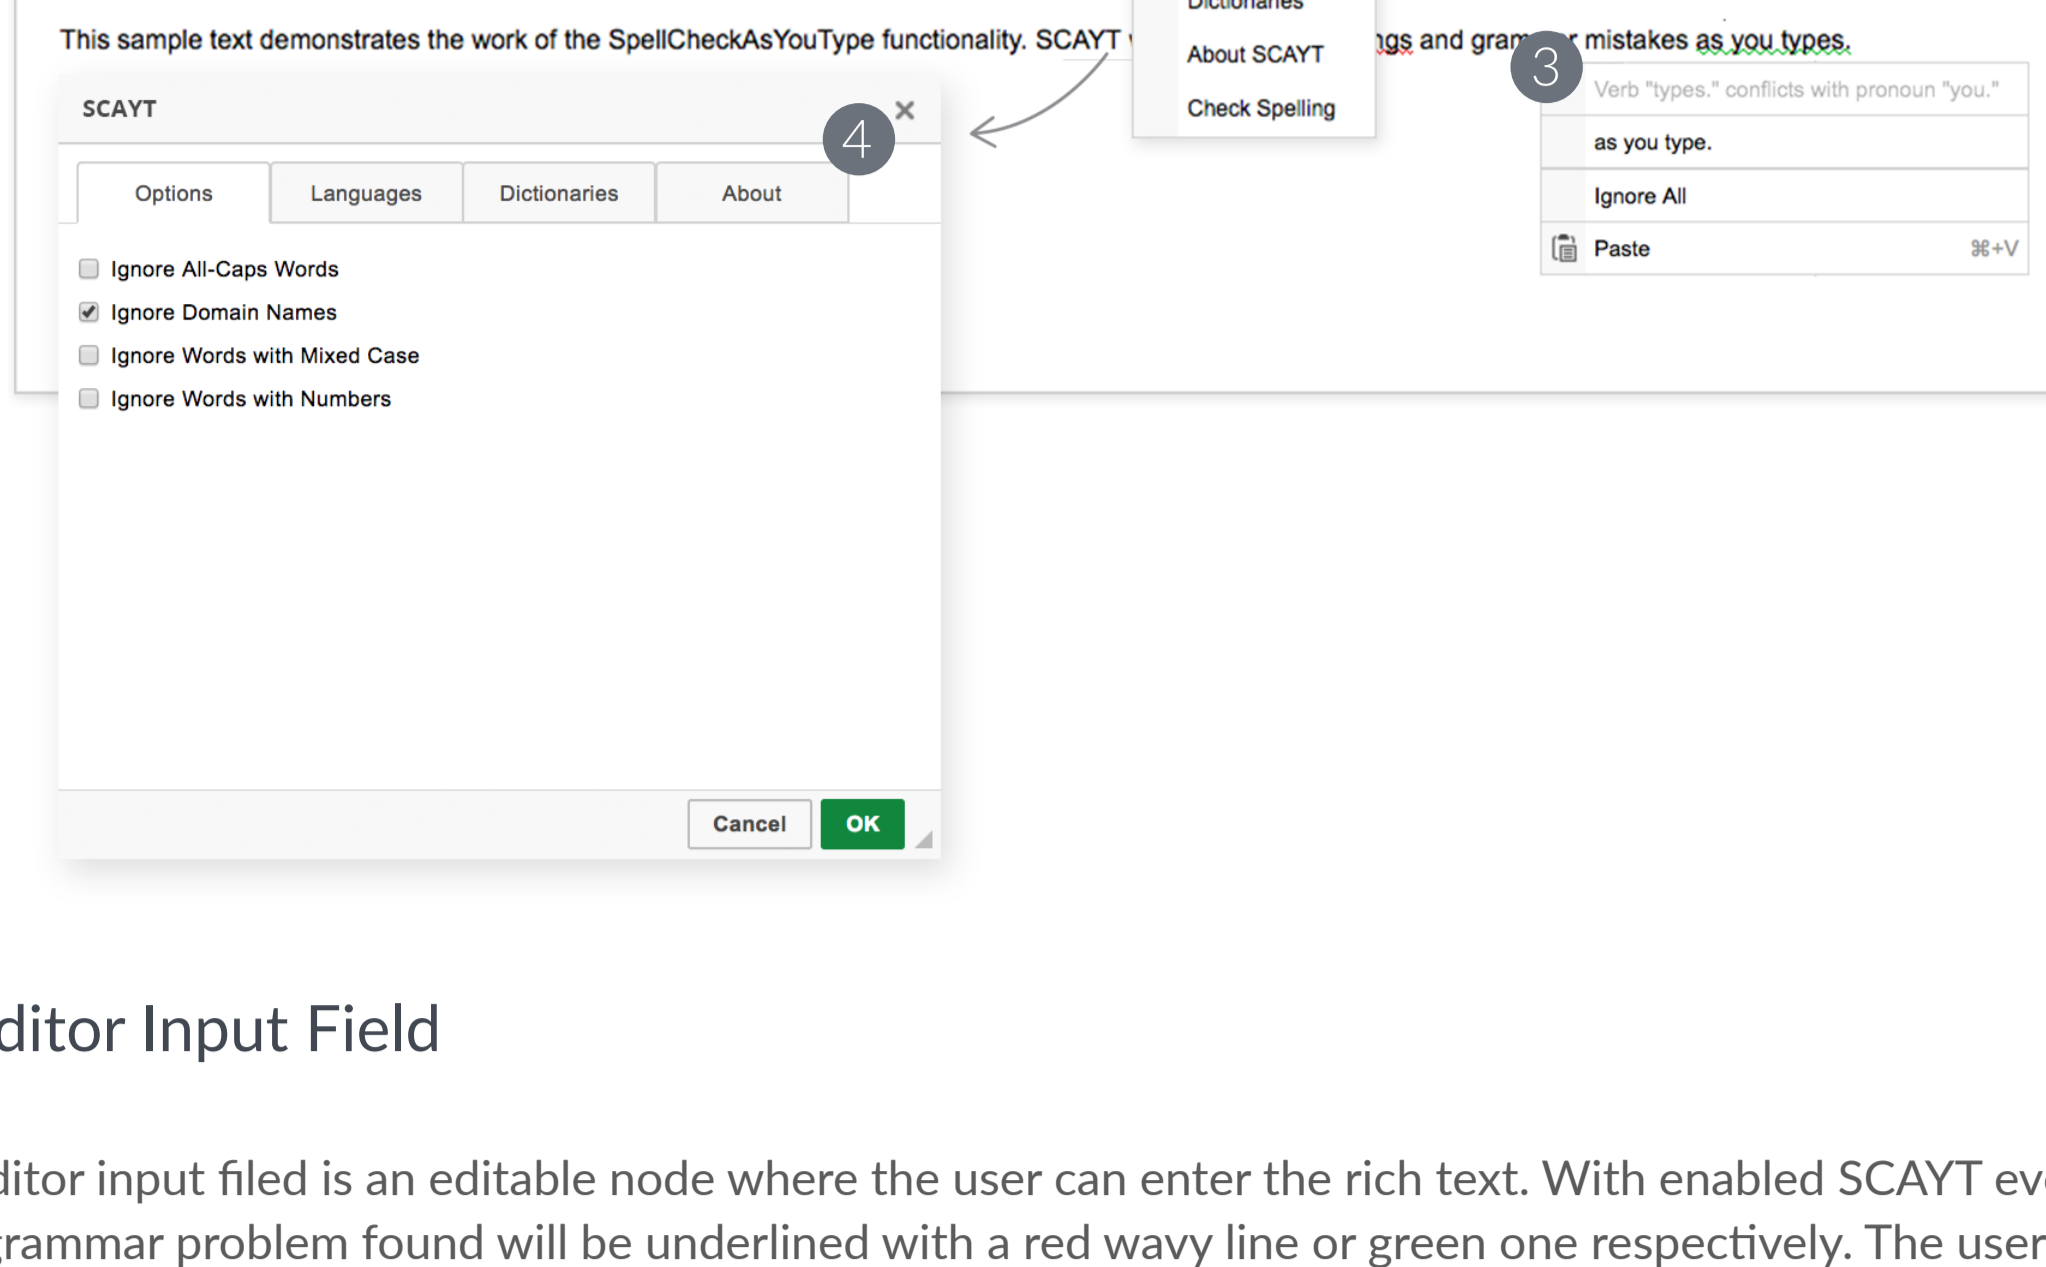 Dictionaries
This sample text demonstrates the work of the SpellCheckAsYouType functionality. SCAYT and mistakes as you types.
About SCAYT
3
Verb "types." conflicts with pronoun "you."
SCAYT
Check Spelling
4
as you type.
Options Languages Dictionaries About
Ignore All
Paste ⌘+V
Ignore All-Caps Words
Ignore Domain Names
Ignore Words with Mixed Case
Ignore Words with Numbers
Cancel OK
ditor Input Field
ditor input filed is an editable node where the user can enter the rich text. With enabled SCAYT eve
grammar problem found will be underlined with a red wavy line or green one respectively. The user